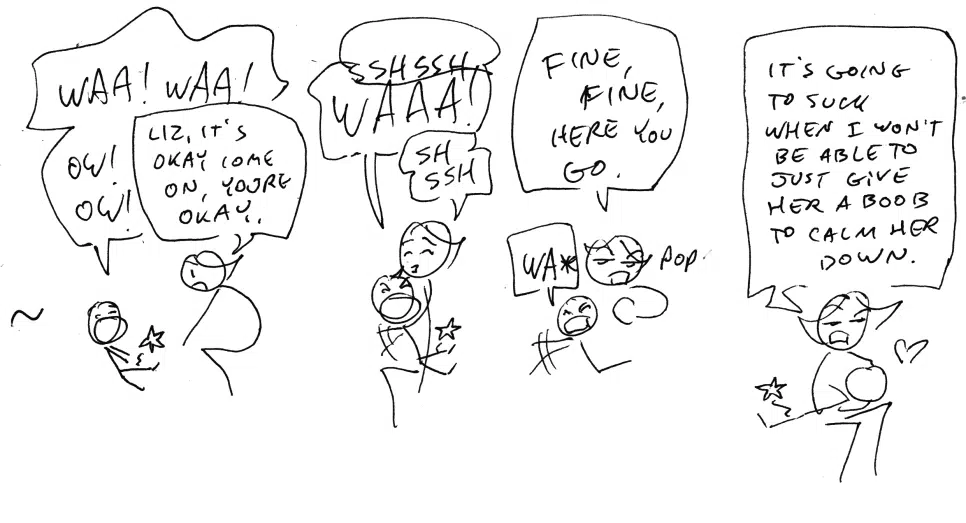 WAA! WAA!
OW!
OW!
LIZ, IT'S
OKAY COME
ON, YOU'RE
OKAY..
SSHSSH,
WAAA!
SH
SSH
FINE,
FINE,
HERE YOU
GO.
WA*
POP.
IT'S GOING
TO SUCK
WHEN I WON'T
BE ABLE TO
JUST GIVE
HER A BOOB
TO CALM HER
DOWN.